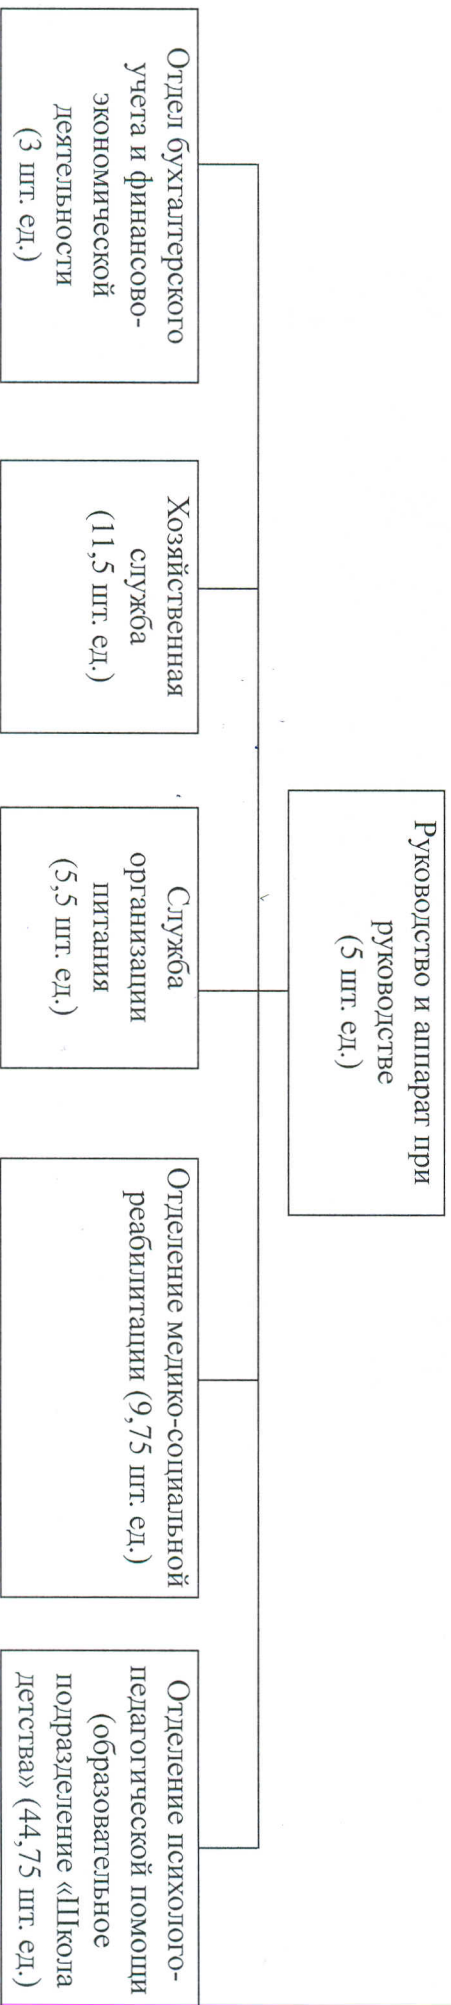 Руководство и аппарат при
руководстве
(5 шт. ед.)
Отдел бухгалтерского
учета и финансово-
экономической
деятельности
(3 шт. ед.)
Хозяйственная
служба
(11,5 шт. ед.)
Служба
организации
питания
(5,5 шт. ед.)
Отделение медико-социальной
реабилитации (9,75 шт. ед.)
Отделение психолого-
педагогической помощи
(образовательное
подразделение «Школа
детства» (44,75 шт. ед.)